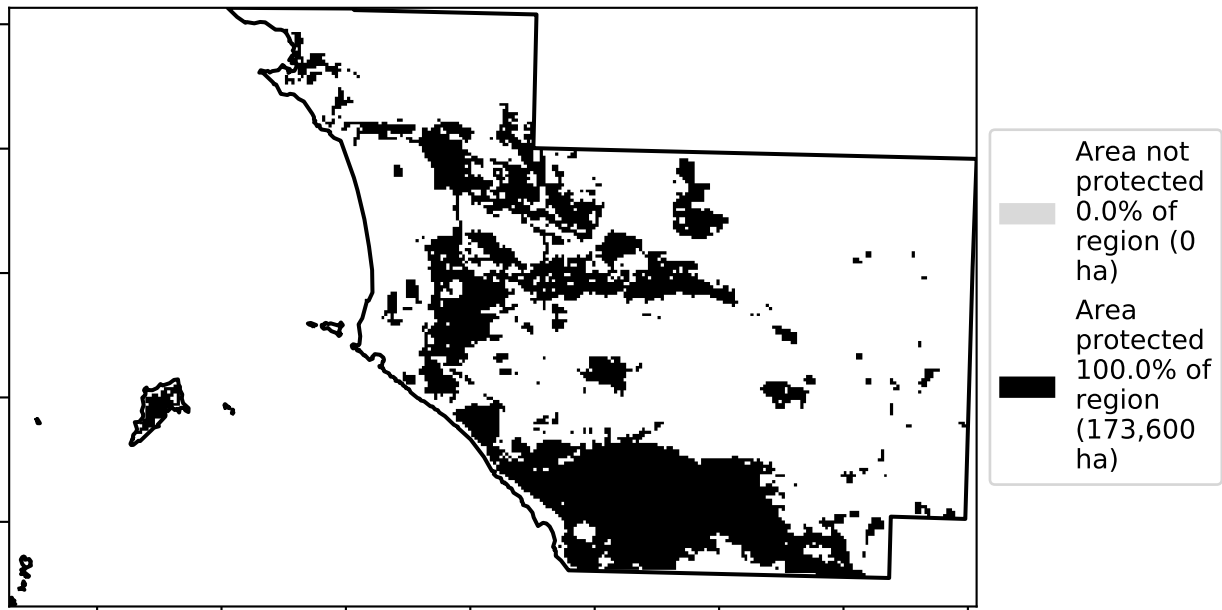 Area not
protected
0.0% of
region (0
ha)
Area
protected
100.0% of
region
(173,600
ha)